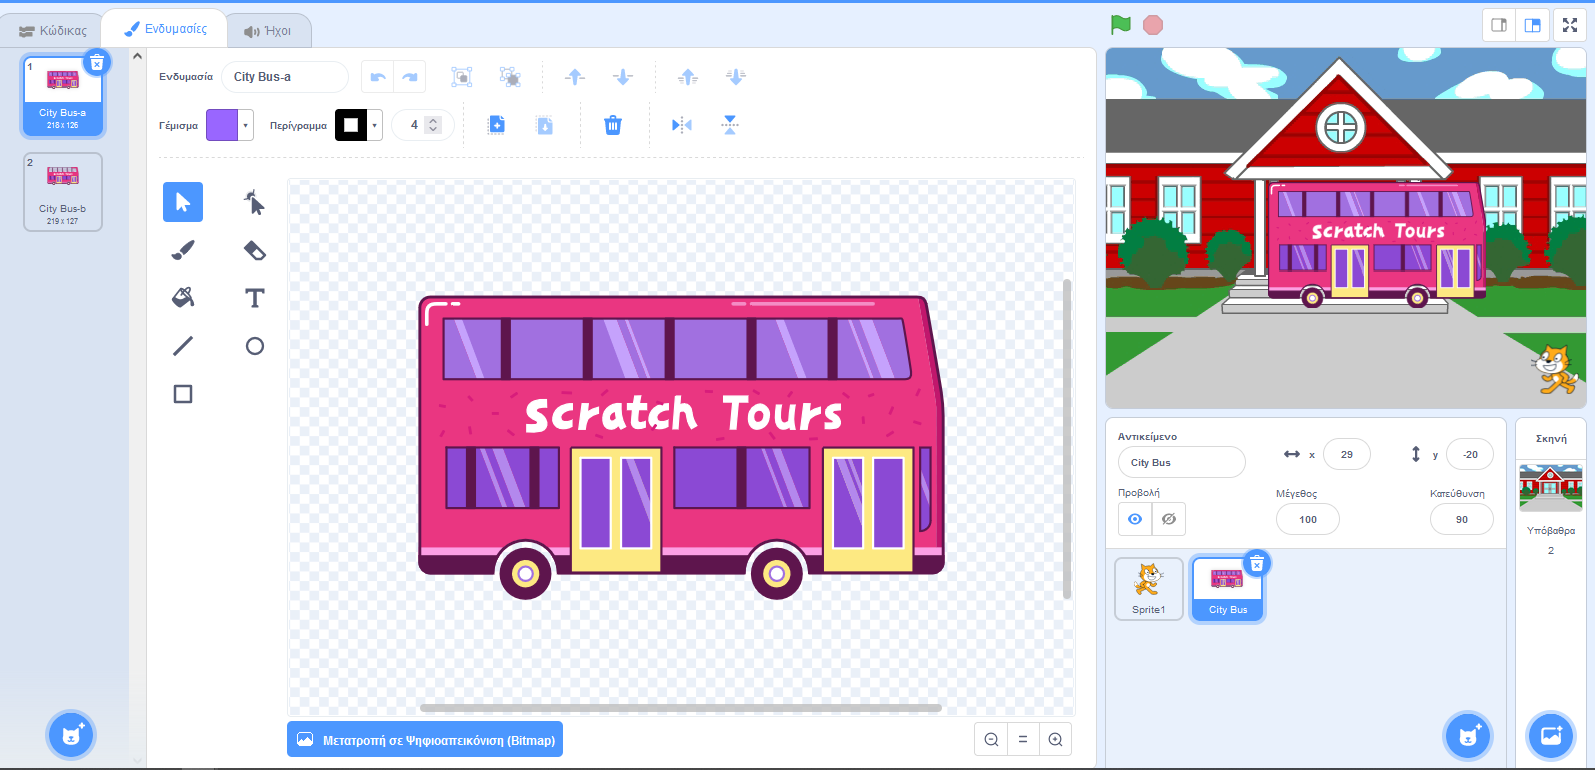 Κώδικας
Ενδυμασίες
Ήχοι
1
City Bus-a
218 x 126
2
City Bus-b
219 x 127
Ενδυμασία
City Bus-a
Γέμισμα
Περίγραμμα
4
Scratch Tours
Μετατροπή σε Ψηφιοαπεικόνιση (Bitmap)
Scratch Tours
Αντικείμενο
City Bus
x
29
y
-20
Προβολή
Μέγεθος
100
Κατεύθυνση
90
Sprite1
City Bus
Σκηνή
Υπόβαθρα
2